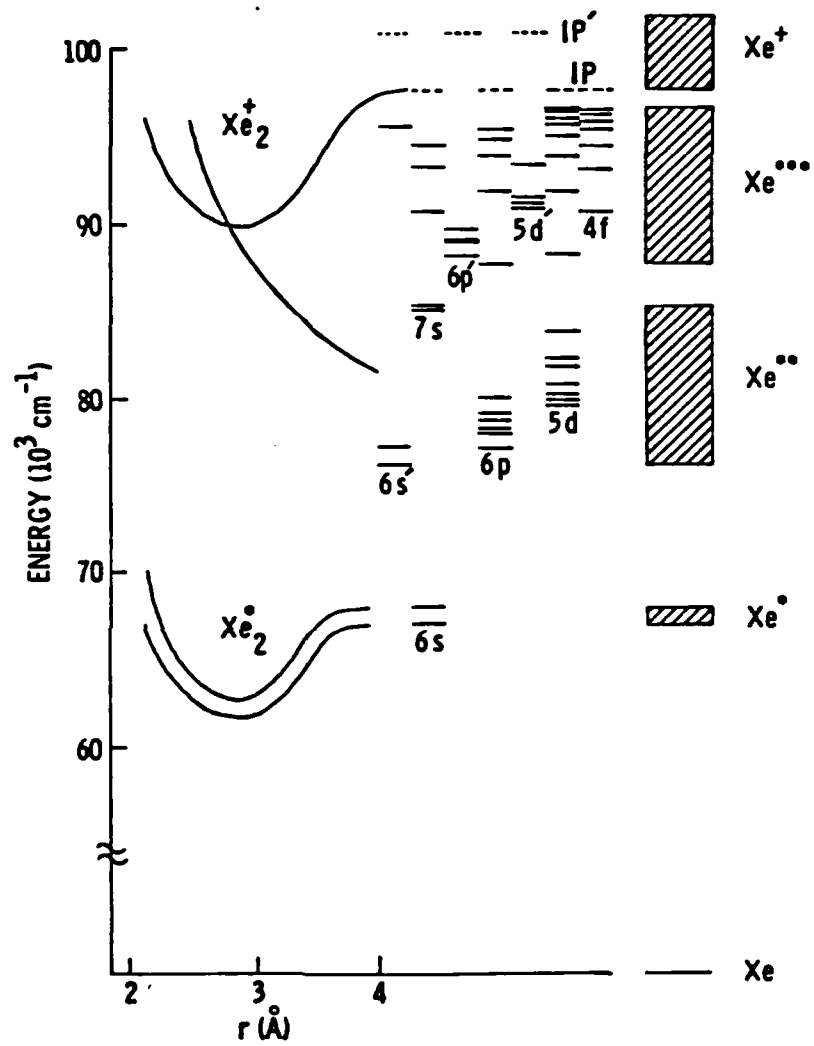 IP′
Xe⁺
100
IP
Xe₂⁺
Xe***
90
5d′
4f
6p′
7s
Xe**
80
5d
6s′
6p
ENERGY (10³ cm⁻¹)
70
Xe₂*
Xe*
6s
60
Xe
2
3
4
r (Å)